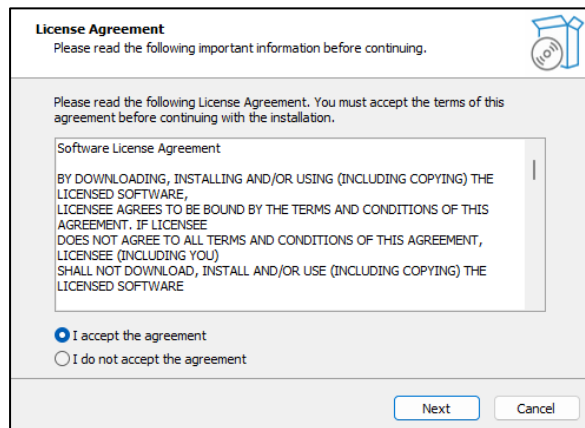 License Agreement
Please read the following important information before continuing.
Please read the following License Agreement. You must accept the terms of this
agreement before continuing with the installation.
Software License Agreement
BY DOWNLOADING, INSTALLING AND/OR USING (INCLUDING COPYING) THE
LICENSED SOFTWARE,
LICENSEE AGREES TO BE BOUND BY THE TERMS AND CONDITIONS OF THIS
AGREEMENT. IF LICENSEE
DOES NOT AGREE TO ALL TERMS AND CONDITIONS OF THIS AGREEMENT,
LICENSEE (INCLUDING YOU)
SHALL NOT DOWNLOAD, INSTALL AND/OR USE (INCLUDING COPYING) THE
LICENSED SOFTWARE
I accept the agreement
I do not accept the agreement
Next Cancel